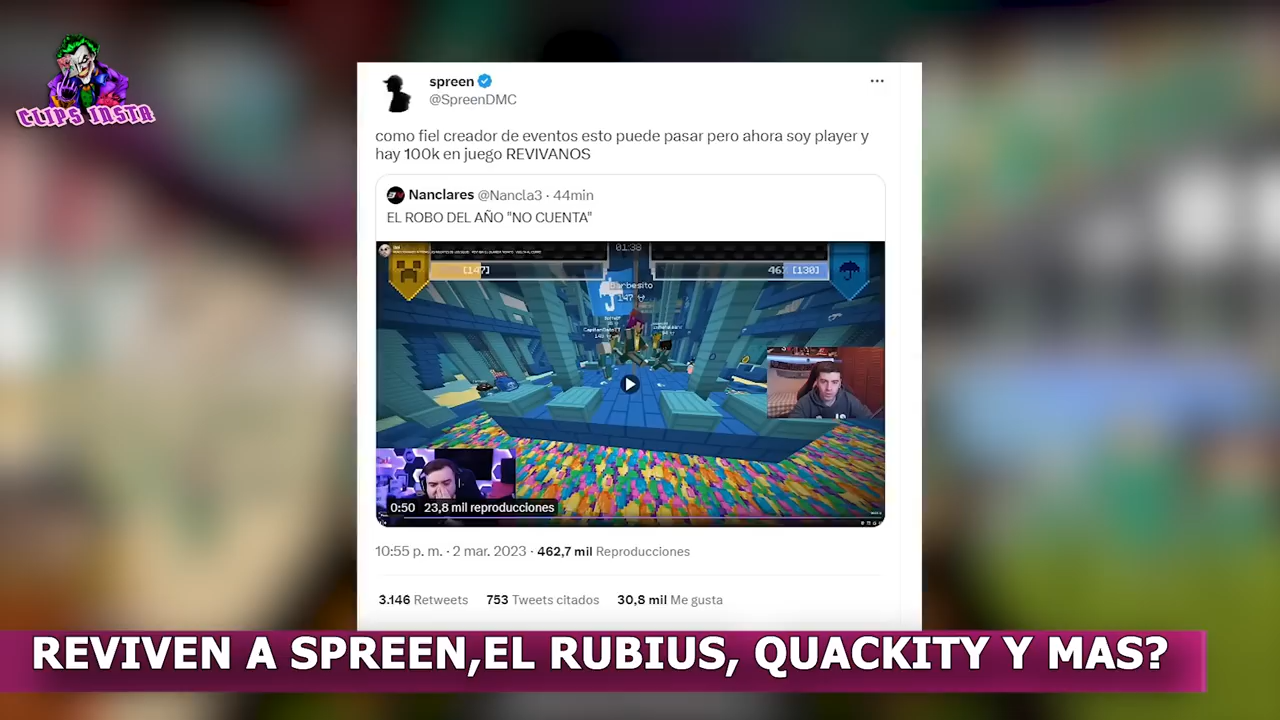 CLIPS INSTA
spreen
@SpreenDMC
como fiel creador de eventos esto puede pasar pero ahora soy player y
hay 100k en juego REVIVANOS
Nanclares @Nancla3 · 44min
EL ROBO DEL AÑO "NO CUENTA"
01:38
[147]
46% [130]
Barbesito
147
0:50 23,8 mil reproducciones
10:55 p. m. · 2 mar. 2023 · 462,7 mil Reproducciones
3.146 Retweets 753 Tweets citados 30,8 mil Me gusta
REVIVEN A SPREEN,EL RUBIUS, QUACKITY Y MAS?